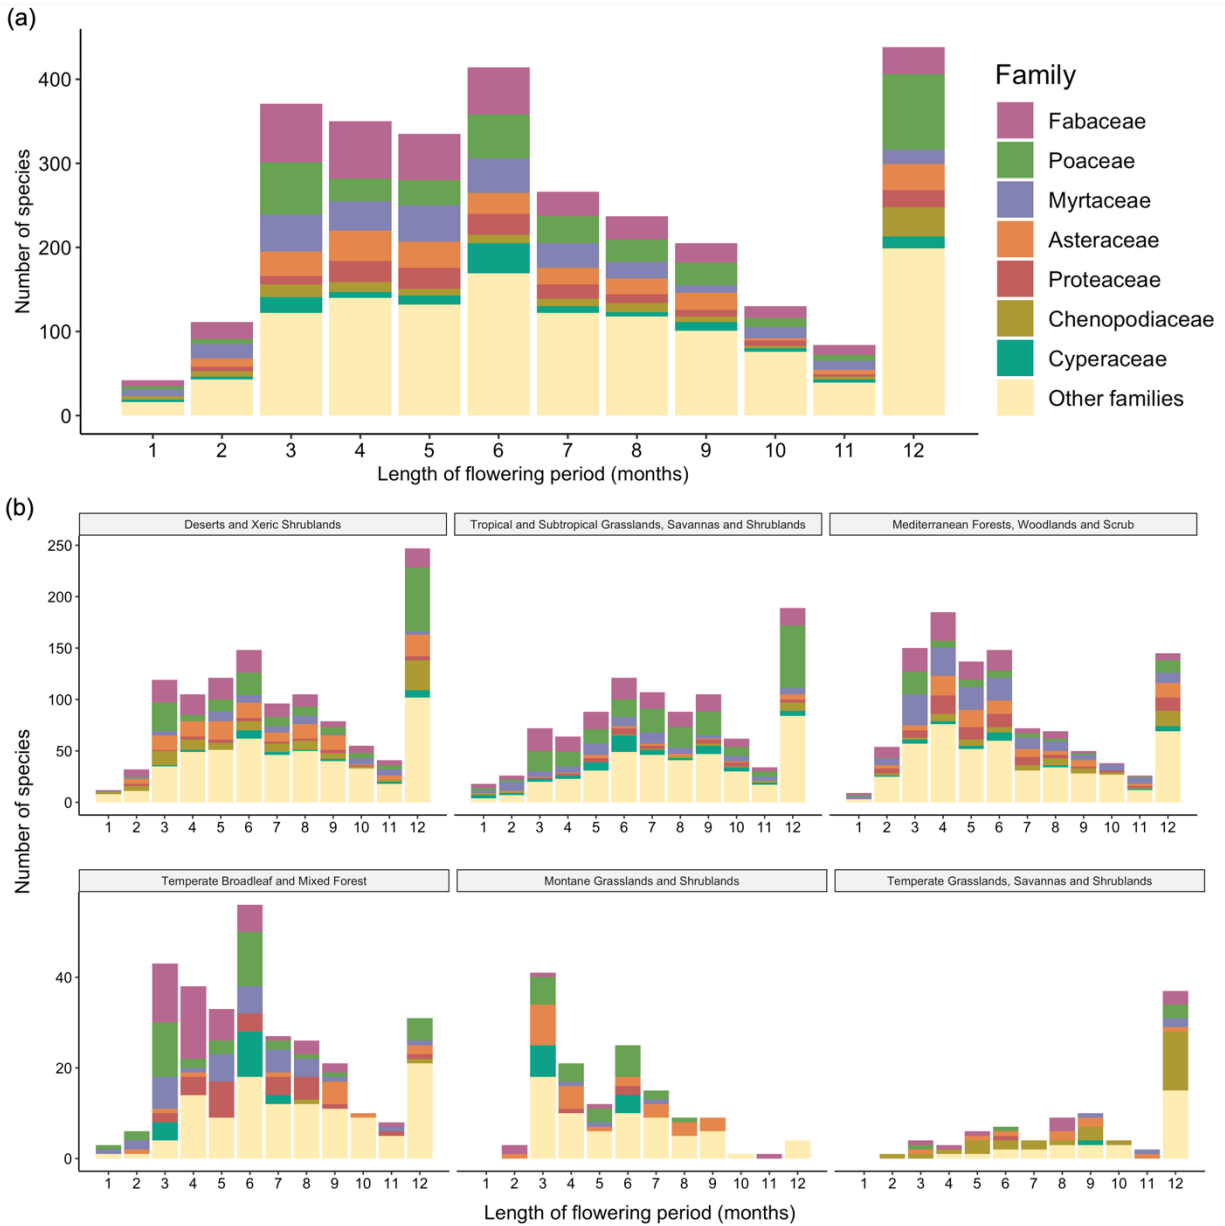 (a)
Number of species
400
300
200
100
0
1 2 3 4 5 6 7 8 9 10 11 12
Length of flowering period (months)
Family
Fabaceae
Poaceae
Myrtaceae
Asteraceae
Proteaceae
Chenopodiaceae
Cyperaceae
Other families
(b)
Number of species
Deserts and Xeric Shrublands
Tropical and Subtropical Grasslands, Savannas and Shrublands
Mediterranean Forests, Woodlands and Scrub
250
200
150
100
50
0
1 2 3 4 5 6 7 8 9 10 11 12
1 2 3 4 5 6 7 8 9 10 11 12
1 2 3 4 5 6 7 8 9 10 11 12
Temperate Broadleaf and Mixed Forest
Montane Grasslands and Shrublands
Temperate Grasslands, Savannas and Shrublands
40
20
0
1 2 3 4 5 6 7 8 9 10 11 12
1 2 3 4 5 6 7 8 9 10 11 12
1 2 3 4 5 6 7 8 9 10 11 12
Length of flowering period (months)